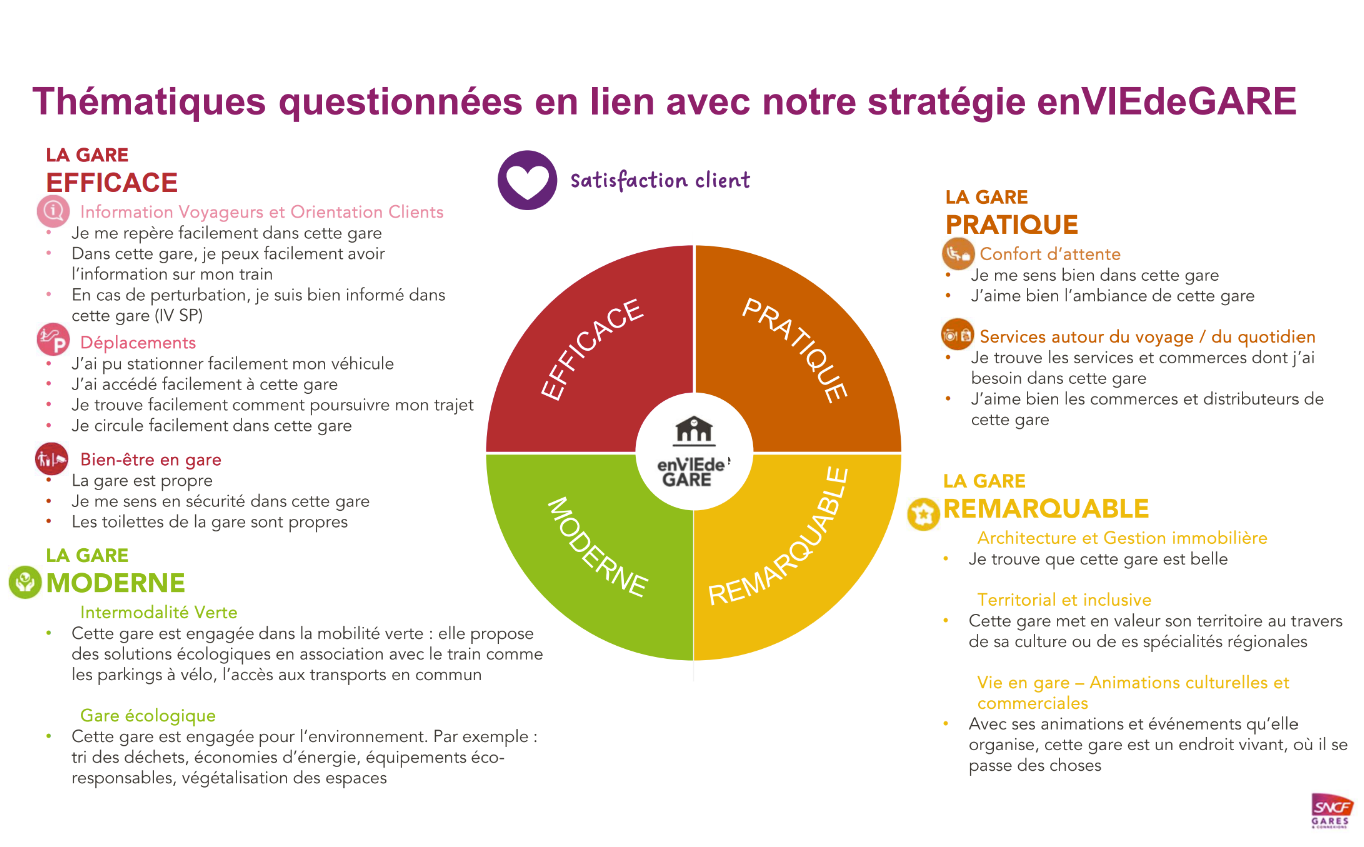 Thématiques questionnées en lien avec notre stratégie enVIEdeGARE
LA GARE
EFFICACE
Information Voyageurs et Orientation Clients
• Je me repère facilement dans cette gare
• Dans cette gare, je peux facilement avoir
l'information sur mon train
• En cas de perturbation, je suis bien informé dans
cette gare (IV SP)
Déplacements
• J'ai pu stationner facilement mon véhicule
• J'ai accédé facilement à cette gare
• Je trouve facilement comment poursuivre mon trajet
• Je circule facilement dans cette gare
Bien-être en gare
• La gare est propre
• Je me sens en sécurité dans cette gare
• Les toilettes de la gare sont propres
LA GARE
MODERNE
Intermodalité Verte
• Cette gare est engagée dans la mobilité verte : elle propose
des solutions écologiques en association avec le train comme
les parkings à vélo, l'accès aux transports en commun
Gare écologique
• Cette gare est engagée pour l'environnement. Par exemple :
tri des déchets, économies d'énergie, équipements éco-
responsables, végétalisation des espaces
Satisfaction client
EFFICACE
PRATIQUE
MODERNE
REMARQUABLE
enVIEde
GARE
LA GARE
PRATIQUE
Confort d'attente
• Je me sens bien dans cette gare
• J'aime bien l'ambiance de cette gare
Services autour du voyage / du quotidien
• Je trouve les services et commerces dont j'ai
besoin dans cette gare
• J'aime bien les commerces et distributeurs de
cette gare
LA GARE
REMARQUABLE
Architecture et Gestion immobilière
• Je trouve que cette gare est belle
Territorial et inclusive
• Cette gare met en valeur son territoire au travers
de sa culture ou de es spécialités régionales
Vie en gare – Animations culturelles et
commerciales
• Avec ses animations et événements qu'elle
organise, cette gare est un endroit vivant, où il se
passe des choses
SNCF
GARES
& CONNEXIONS